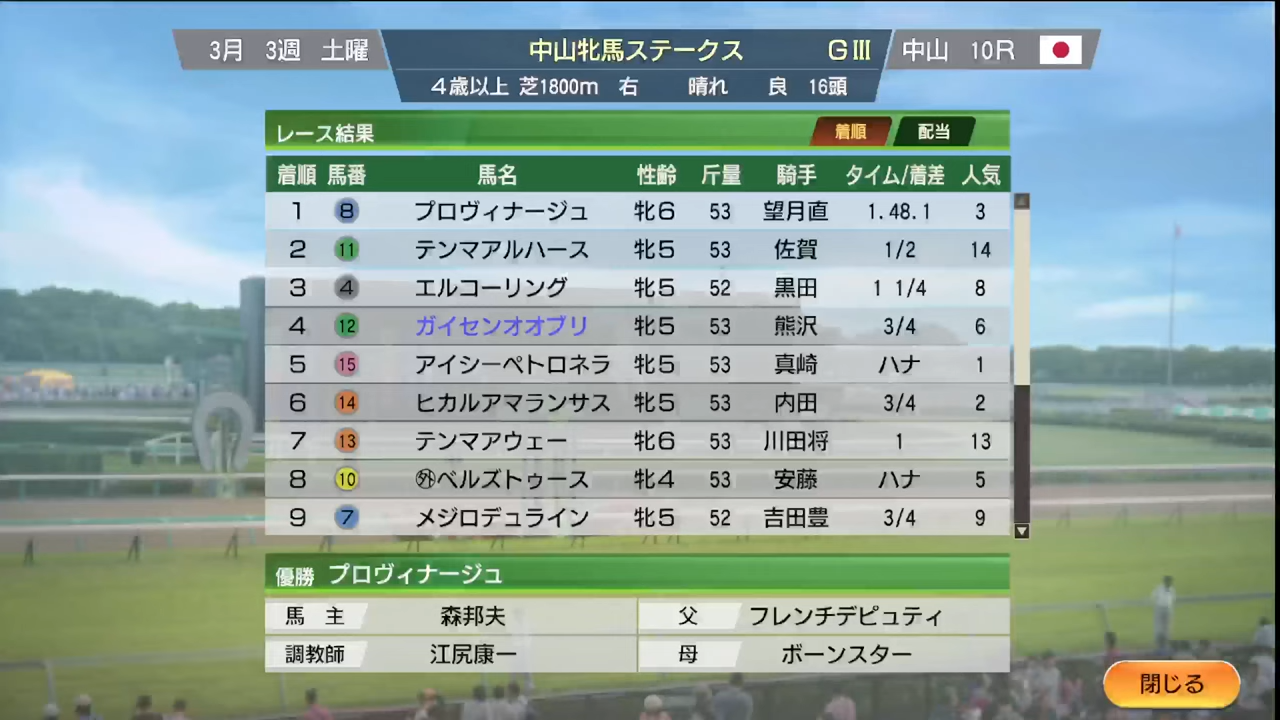 3月 3週 土曜 中山牝馬ステークス GⅢ 中山 10R
4歳以上 芝1800m 右 晴れ 良 16頭
レース結果 着順 配当
着順 馬番 馬名 性齢 斤量 騎手 タイム/着差 人気
1 8 プロヴィナージュ 牝6 53 望月直 1.48.1 3
2 11 テンマアルハース 牝5 53 佐賀 1/2 14
3 4 エルコーリング 牝5 52 黒田 1 1/4 8
4 12 ガイセンオオブリ 牝5 53 熊沢 3/4 6
5 15 アイシーペトロネラ 牝5 53 真崎 ハナ 1
6 14 ヒカルアマランサス 牝5 53 内田 3/4 2
7 13 テンマアウェー 牝6 53 川田将 1 13
8 10 ㊕ベルズトゥース 牝4 53 安藤 ハナ 5
9 7 メジロデュライン 牝5 52 吉田豊 3/4 9
優勝 プロヴィナージュ
馬主 森邦夫 父 フレンチデピュティ
調教師 江尻康一 母 ボーンスター
閉じる